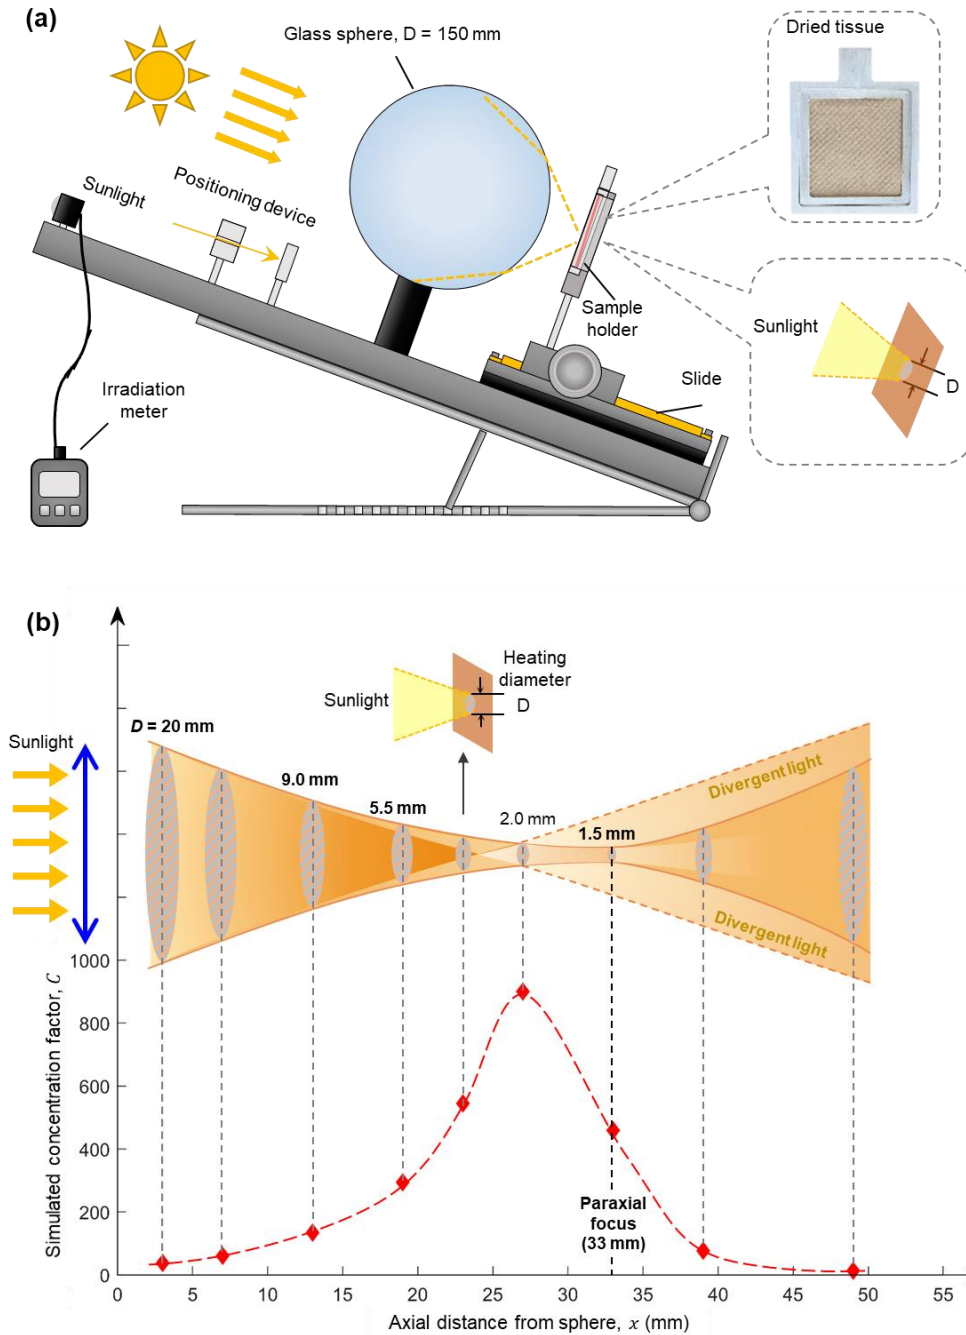 (a)
Glass sphere, D = 150 mm
Dried tissue
Sunlight
Positioning device
Sample
holder
Sunlight
D
Slide
Irradiation
meter
(b)
Heating
diameter
Sunlight
D
D = 20 mm
Sunlight
9.0 mm
5.5 mm
2.0 mm
1.5 mm
Divergent light
Divergent light
1000
800
600
400
200
0
Simulated concentration factor, C
Paraxial
focus
(33 mm)
0 5 10 15 20 25 30 35 40 45 50 55
Axial distance from sphere, x (mm)